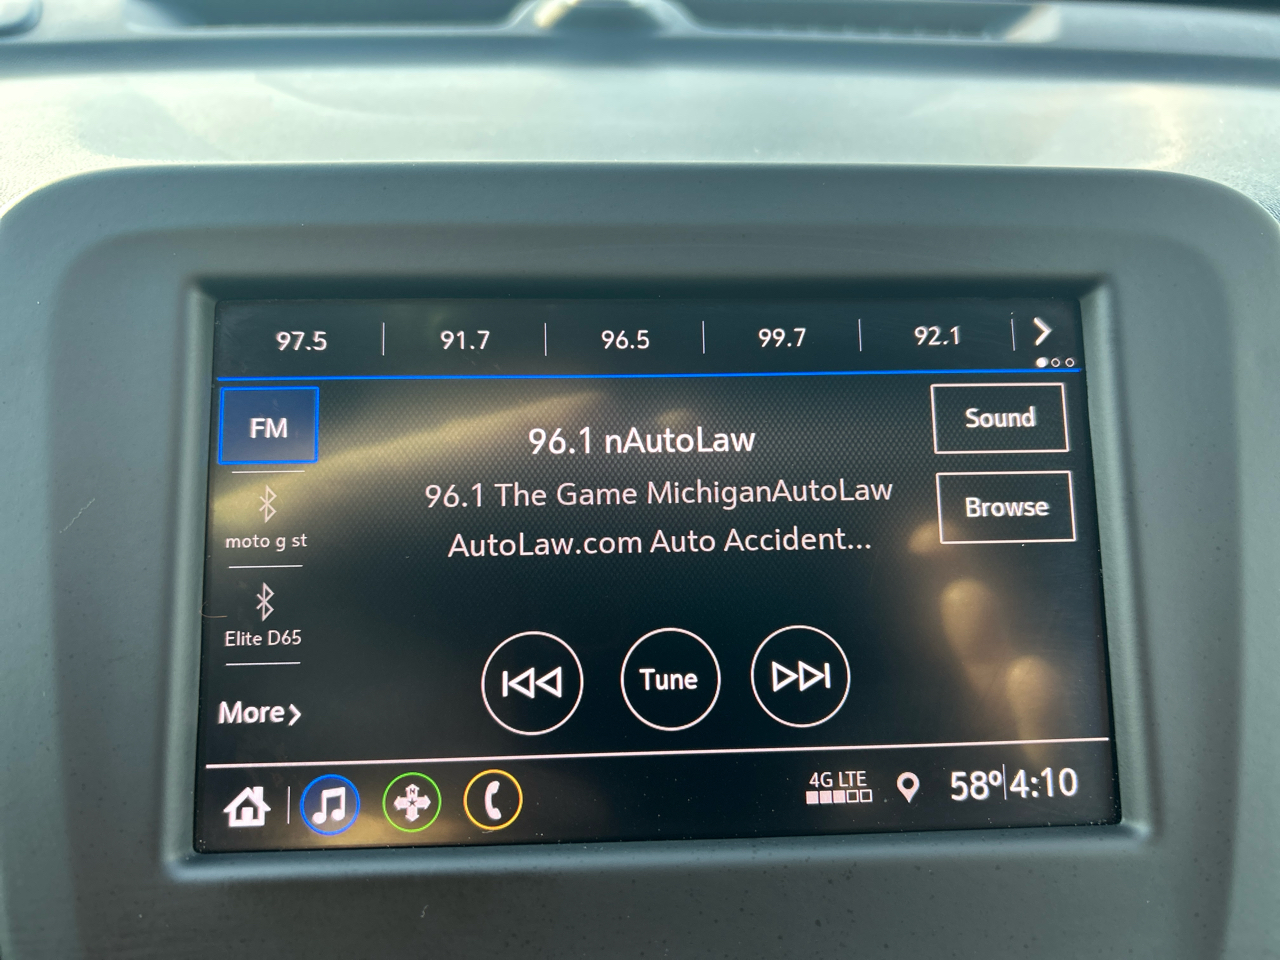 97.5 91.7 96.5 99.7 92.1
FM
96.1 nAutoLaw
Sound
96.1 The Game MichiganAutoLaw
Browse
AutoLaw.com Auto Accident...
moto g st
Elite D65
Tune
More
N
4G LTE
58° 4:10